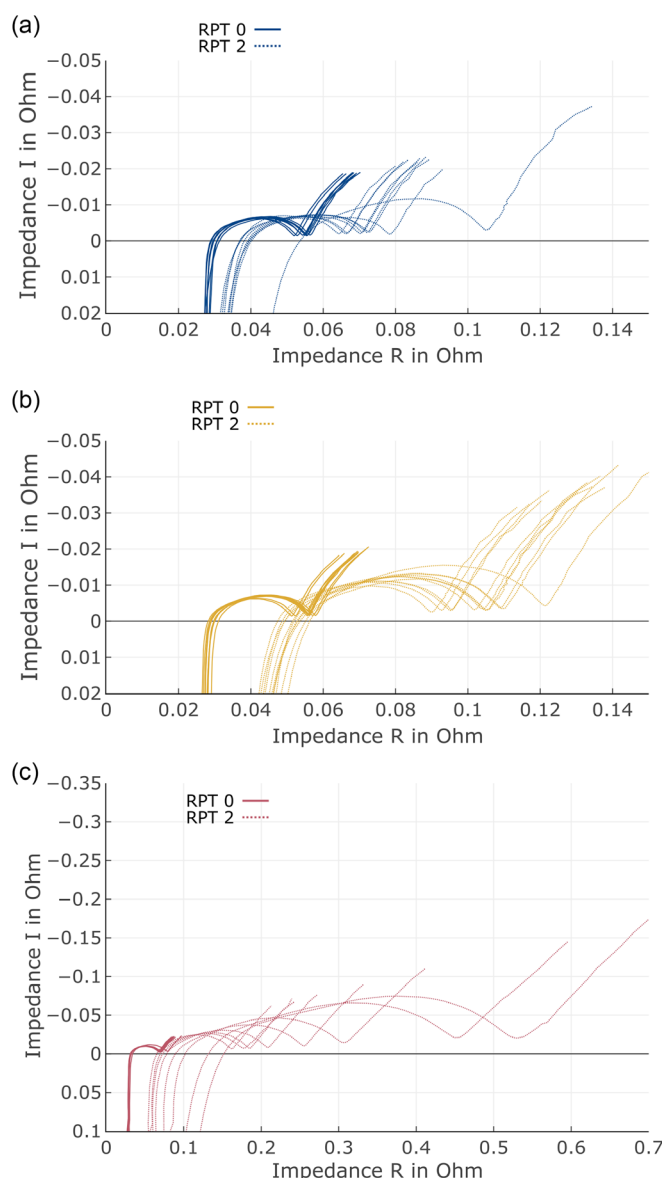 (a)
RPT 0
RPT 2
−0.05
−0.04
−0.03
−0.02
−0.01
0
0.01
0.02
0 0.02 0.04 0.06 0.08 0.1 0.12 0.14
Impedance I in Ohm
Impedance R in Ohm
(b)
RPT 0
RPT 2
−0.05
−0.04
−0.03
−0.02
−0.01
0
0.01
0.02
0 0.02 0.04 0.06 0.08 0.1 0.12 0.14
Impedance I in Ohm
Impedance R in Ohm
(c)
RPT 0
RPT 2
−0.35
−0.3
−0.25
−0.2
−0.15
−0.1
−0.05
0
0.05
0.1
0 0.1 0.2 0.3 0.4 0.5 0.6 0.7
Impedance I in Ohm
Impedance R in Ohm